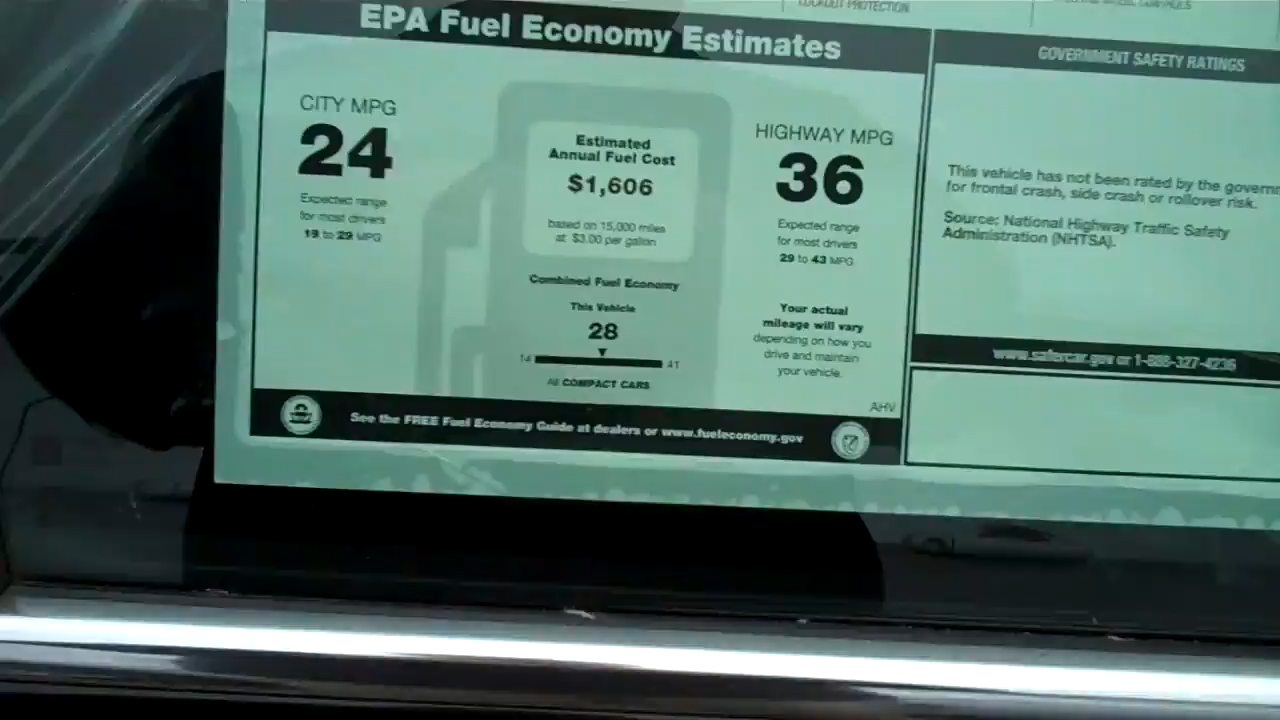 LOCKOUT PROTECTION
EPA Fuel Economy Estimates
CITY MPG
24
Expected range
for most drivers
19 to 29 MPG
Estimated
Annual Fuel Cost
$1,606
based on 15,000 miles
at $3.00 per gallon
Combined Fuel Economy
This Vehicle
28
14 41
All COMPACT CARS
HIGHWAY MPG
36
Expected range
for most drivers
29 to 43 MPG
Your actual
mileage will vary
depending on how you
drive and maintain
your vehicle.
AHV
See the FREE Fuel Economy Guide at dealers or www.fueleconomy.gov
GOVERNMENT SAFETY RATINGS
This vehicle has not been rated by the governm
for frontal crash, side crash or rollover risk.
Source: National Highway Traffic Safety
Administration (NHTSA).
www.safercar.gov or 1-888-327-4236